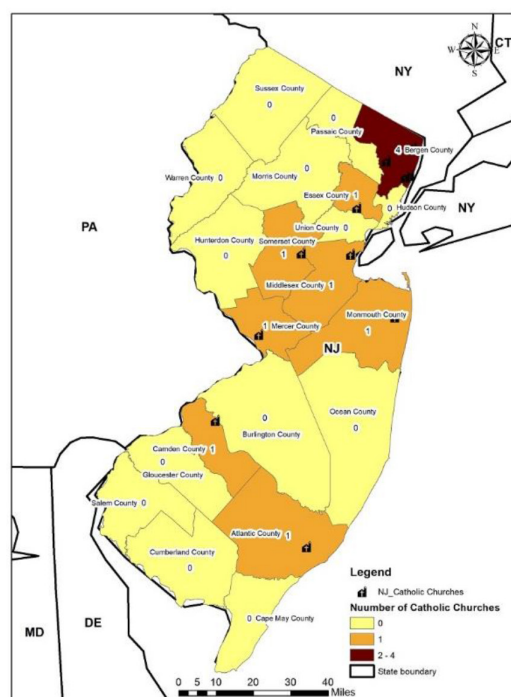 N
W
E
S
CT
NY
Sussex County
0
0
Passaic County
4 Bergen County
Warren County 0
0
Morris County
Essex County 1
0
Hudson County
NY
Union County 0
PA
Hunterdon County
0
Somerset County
1
Middlesex County 1
Monmouth County
1
1 Mercer County
NJ
Ocean County
0
0
Burlington County
Camden County 1
0
Gloucester County
Salem County 0
Atlantic County 1
Cumberland County
0
0 Cape May County
MD
DE
Legend
NJ_Catholic Churches
Nuumber of Catholic Churches
0
1
2 - 4
State boundary
0 5 10 20 30 40
Miles